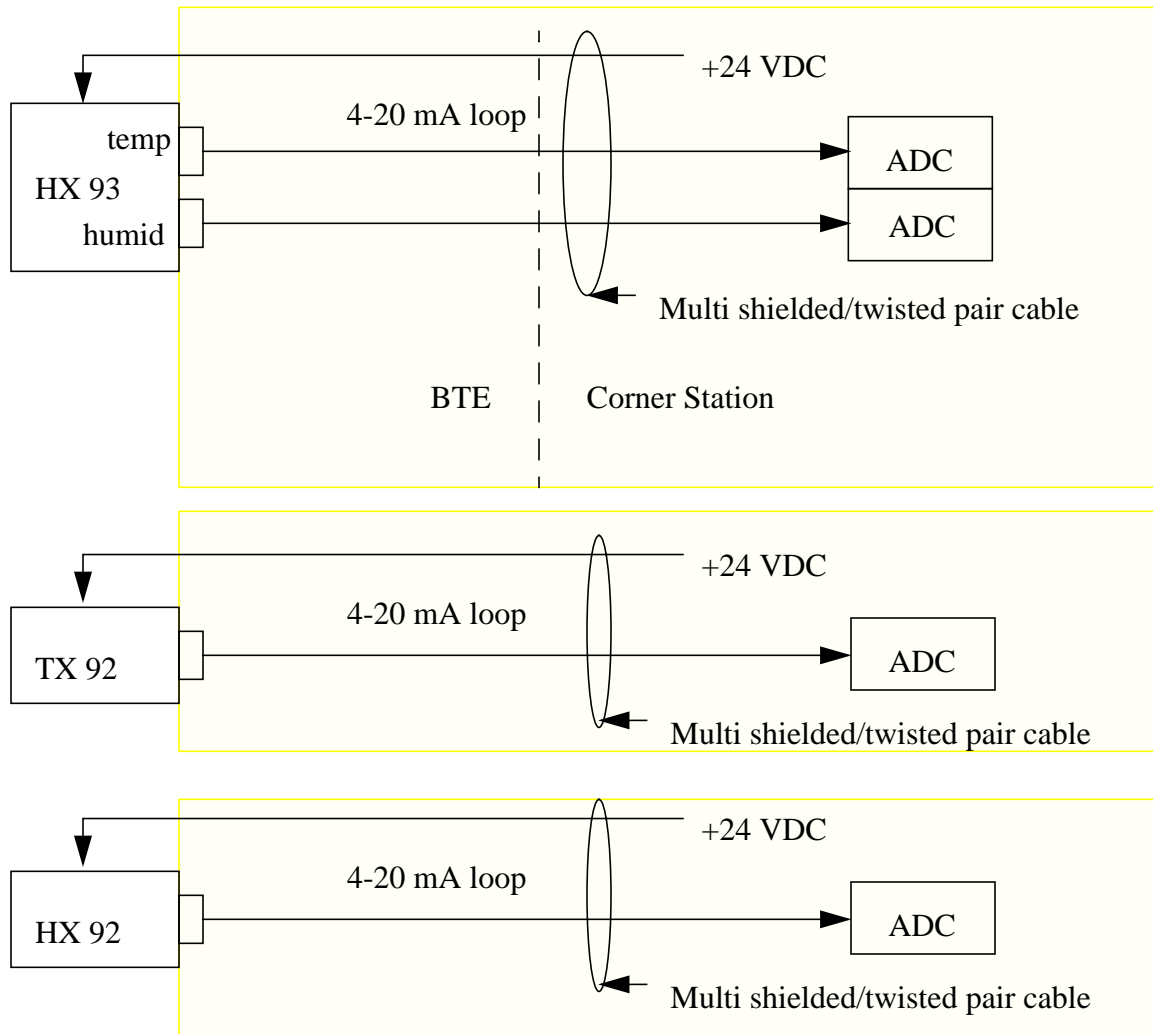 +24 VDC
4-20 mA loop
temp
ADC
HX 93
humid
ADC
Multi shielded/twisted pair cable
BTE
Corner Station
+24 VDC
4-20 mA loop
TX 92
ADC
Multi shielded/twisted pair cable
+24 VDC
4-20 mA loop
HX 92
ADC
Multi shielded/twisted pair cable